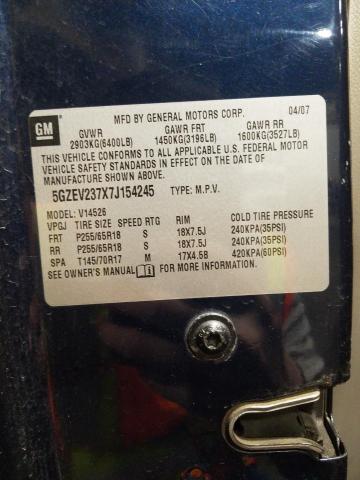 GM
MFD BY GENERAL MOTORS CORP. 04/07
GVWR GAWR FRT GAWR RR
2903KG(6400LB) 1450KG(3196LB) 1600KG(3527LB)
THIS VEHICLE CONFORMS TO ALL APPLICABLE U.S. FEDERAL MOTOR
VEHICLE SAFETY STANDARDS IN EFFECT ON THE DATE OF
MANUFACTURE SHOWN ABOVE.
5GZEV237X7J154245 TYPE: M.P.V.
V14526
VPGJ TIRE SIZE SPEED RTG RIM COLD TIRE PRESSURE
FRT P255/65R18 S 18X7.5J 240KPA(35PSI)
RR P255/65R18 S 18X7.5J 240KPA(35PSI)
SPA T145/70R17 M 17X4.5B 420KPA(60PSI)
SEE OWNER'S MANUAL FOR MORE INFORMATION.